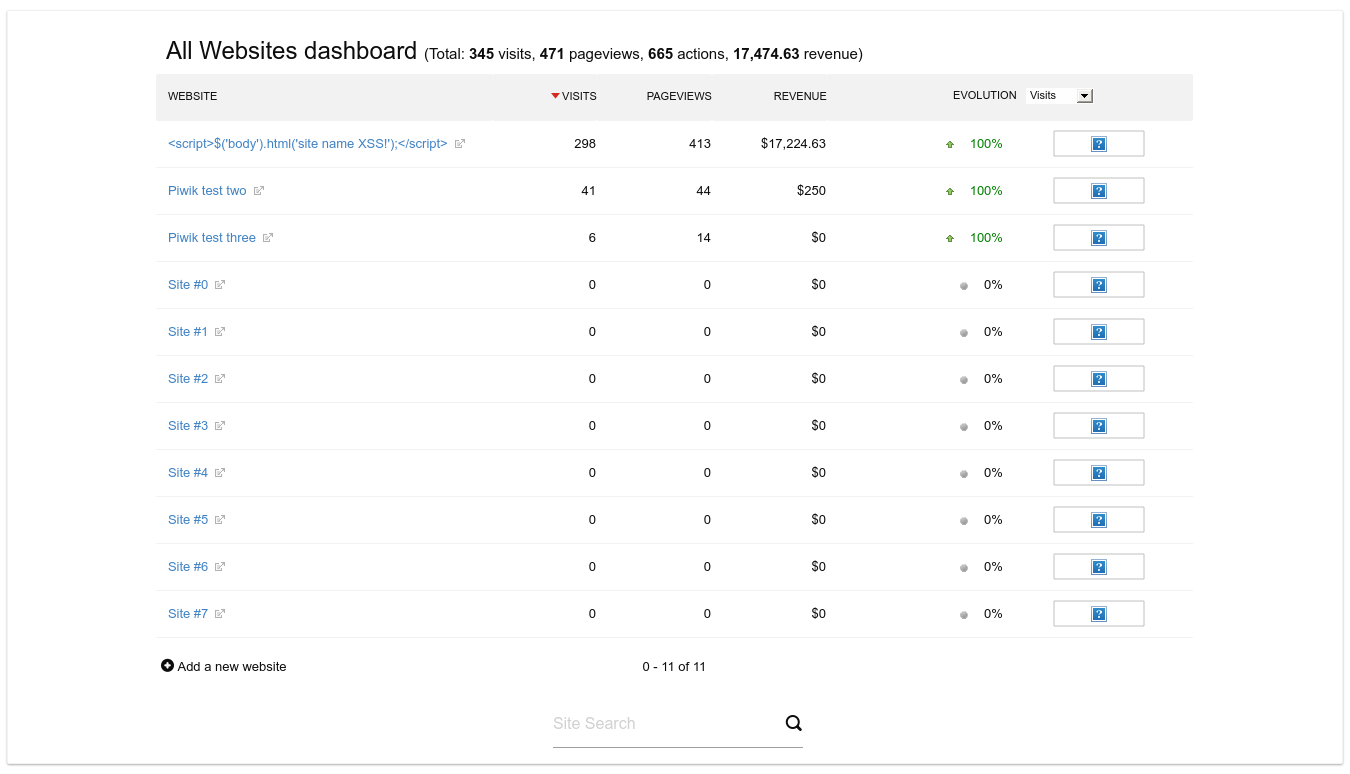 All Websites dashboard (Total: 345 visits, 471 pageviews, 665 actions, 17,474.63 revenue)
WEBSITE VISITS PAGEVIEWS REVENUE EVOLUTION Visits
<script>$('body').html('site name XSS!');</script> 298 413 $17,224.63 100% ?
Piwik test two 41 44 $250 100% ?
Piwik test three 6 14 $0 100% ?
Site #0 0 0 $0 0% ?
Site #1 0 0 $0 0% ?
Site #2 0 0 $0 0% ?
Site #3 0 0 $0 0% ?
Site #4 0 0 $0 0% ?
Site #5 0 0 $0 0% ?
Site #6 0 0 $0 0% ?
Site #7 0 0 $0 0% ?
Add a new website 0 - 11 of 11
Site Search